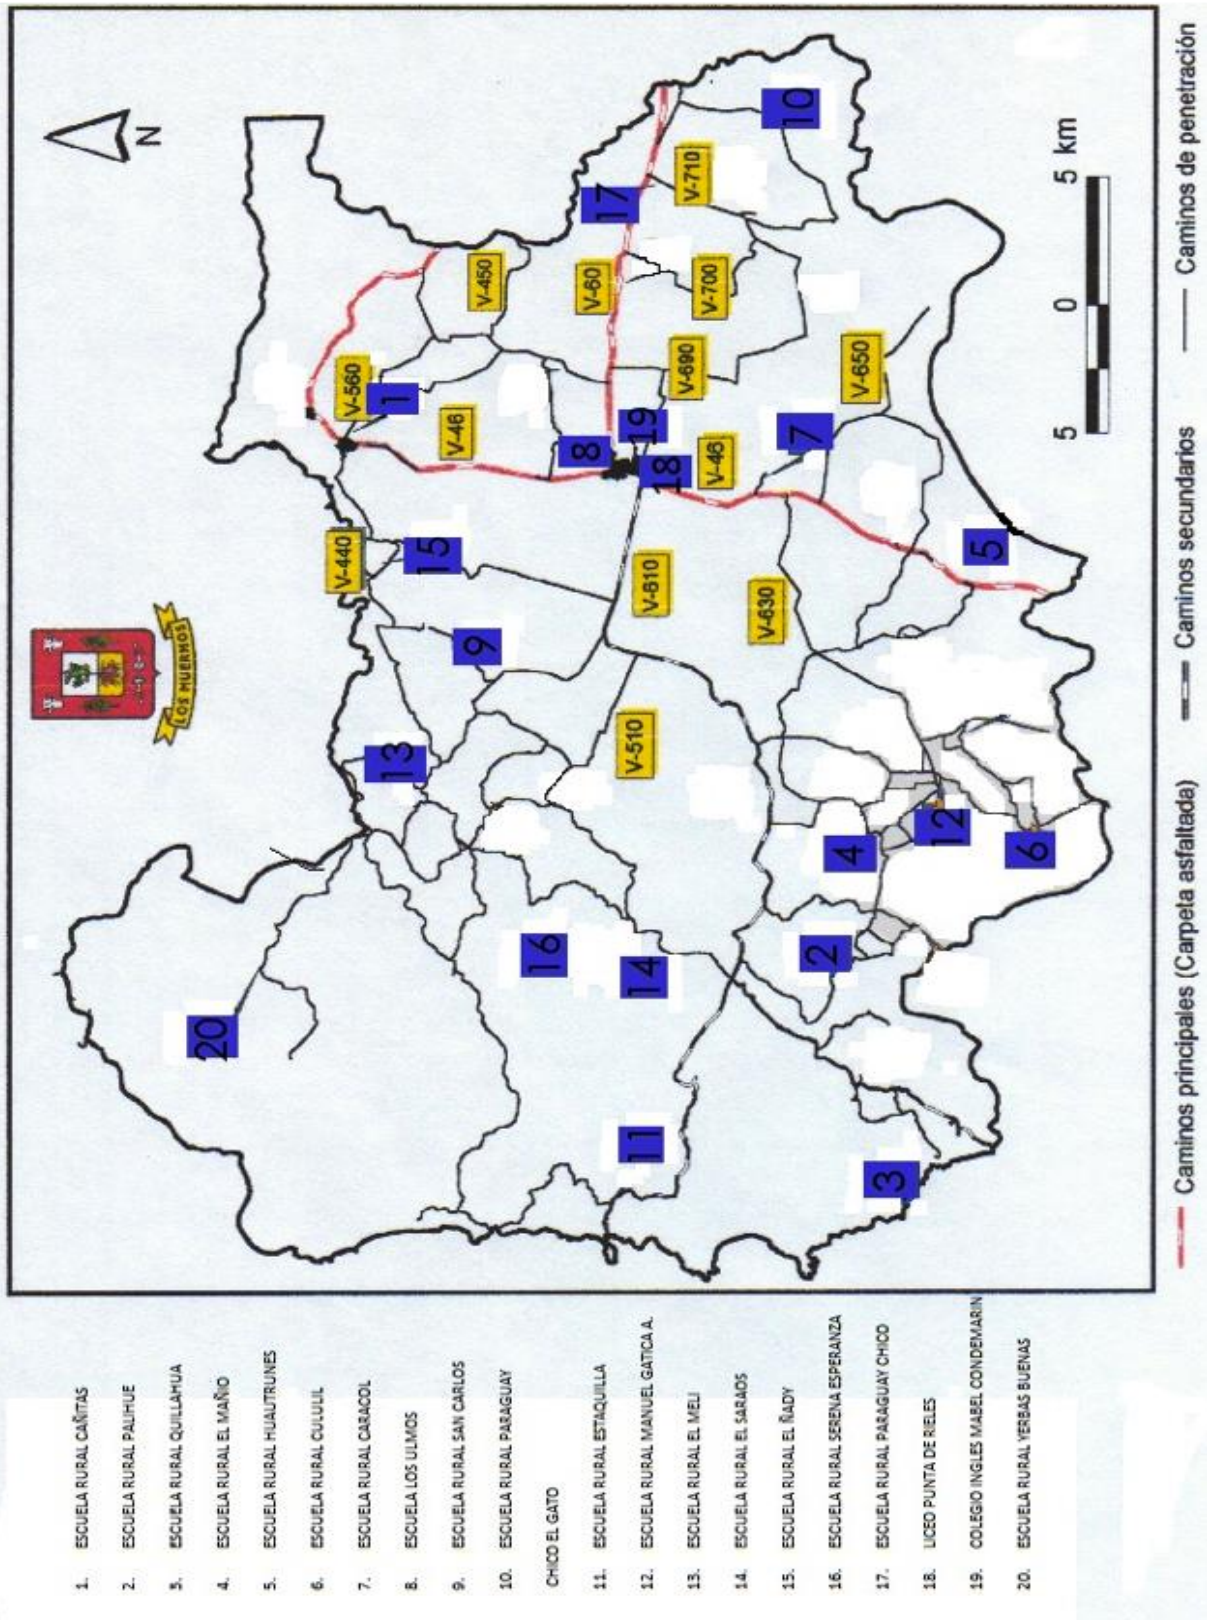 LOS MUERMOS
N
20
13
9
15
V-440
V-560
1
V-46
V-450
16
14
11
V-510
V-610
8
18
19
V-60
17
V-46
V-690
V-700
V-710
10
V-630
7
V-650
2
4
12
6
3
5
5 0 5 km
Caminos principales (Carpeta asfaltada)
Caminos secundarios
Caminos de penetración
1. ESCUELA RURAL CAÑITAS
2. ESCUELA RURAL PALIHUE
3. ESCUELA RURAL QUILLAHUA
4. ESCUELA RURAL EL MAÑIO
5. ESCUELA RURAL HUAUTRUNES
6. ESCUELA RURAL CULULIL
7. ESCUELA RURAL CARACOL
8. ESCUELA LOS ULMOS
9. ESCUELA RURAL SAN CARLOS
10. ESCUELA RURAL PARAGUAY
CHICO EL GATO
11. ESCUELA RURAL ESTAQUILLA
12. ESCUELA RURAL MANUEL GATICA A.
13. ESCUELA RURAL EL MELI
14. ESCUELA RURAL EL SARAOS
15. ESCUELA RURAL EL ÑADY
16. ESCUELA RURAL SERENA ESPERANZA
17. ESCUELA RURAL PARAGUAY CHICO
18. LICEO PUNTA DE RIELES
19. COLEGIO INGLES MABEL CONDEMARIN
20. ESCUELA RURAL YERBAS BUENAS